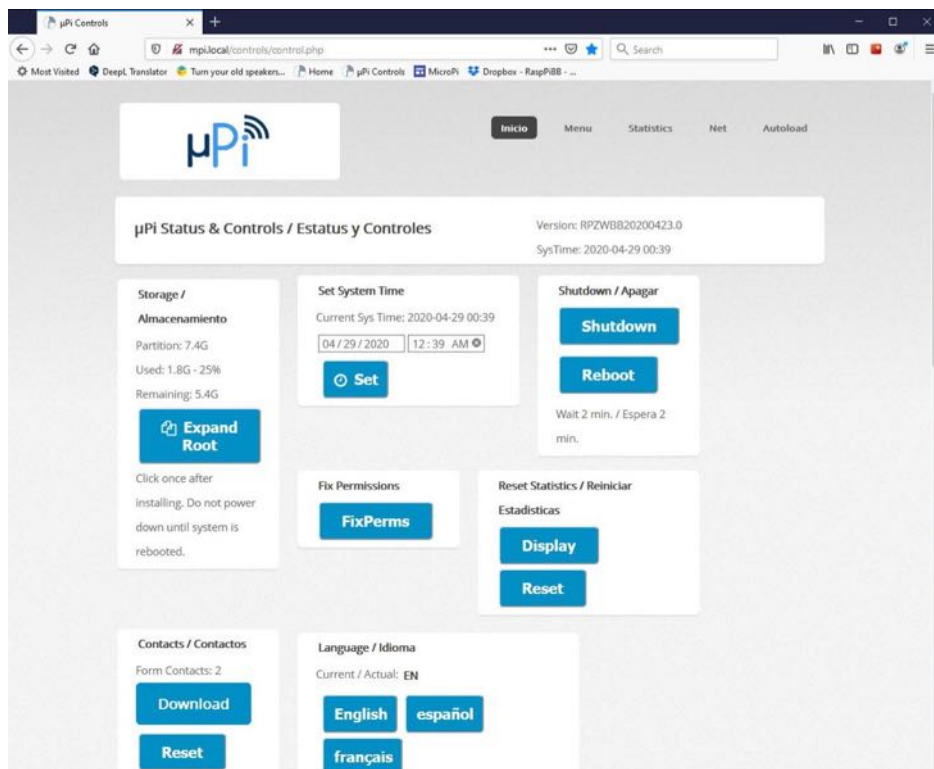 µPi Controls
mpi.local/controls/control.php
Search
Most Visited DeepL Translator Turn your old speakers... Home µPi Controls MicroPi Dropbox - RaspPiBB - ...
µPi
Inicio Menu Statistics Net Autoload
µPi Status & Controls / Estatus y Controles
Version: RPZWBB20200423.0
SysTime: 2020-04-29 00:39
Storage /
Almacenamiento
Partition: 7.4G
Used: 1.8G - 25%
Remaining: 5.4G
Expand
Root
Click once after
installing. Do not power
down until system is
rebooted.
Set System Time
Current Sys Time: 2020-04-29 00:39
04/29/2020 12:39 AM
Set
Shutdown / Apagar
Shutdown
Reboot
Wait 2 min. / Espera 2
min.
Fix Permissions
FixPerms
Reset Statistics / Reiniciar
Estadisticas
Display
Reset
Contacts / Contactos
Form Contacts: 2
Download
Reset
Language / Idioma
Current / Actual: EN
English español
français